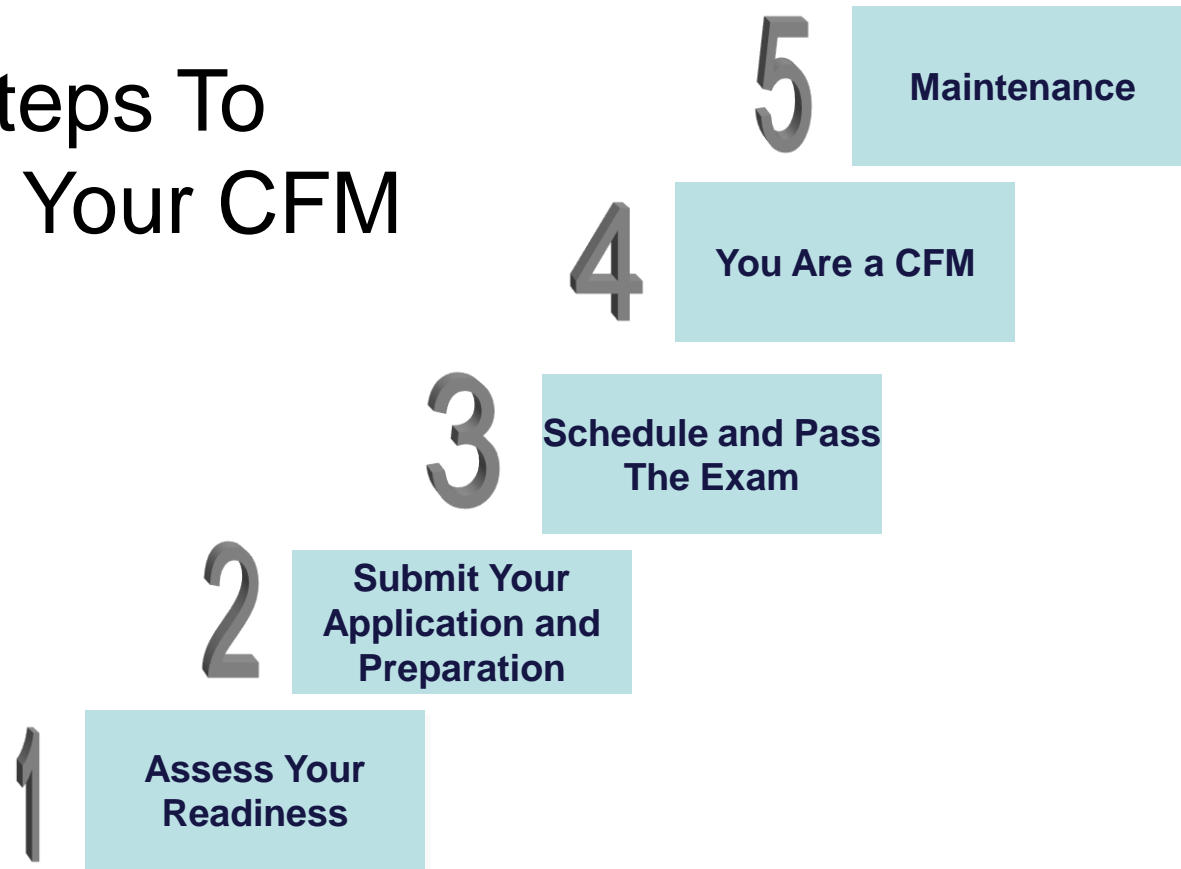 teps To
Your CFM
5
Maintenance
4
You Are a CFM
3
Schedule and Pass
The Exam
2
Submit Your
Application and
Preparation
1
Assess Your
Readiness